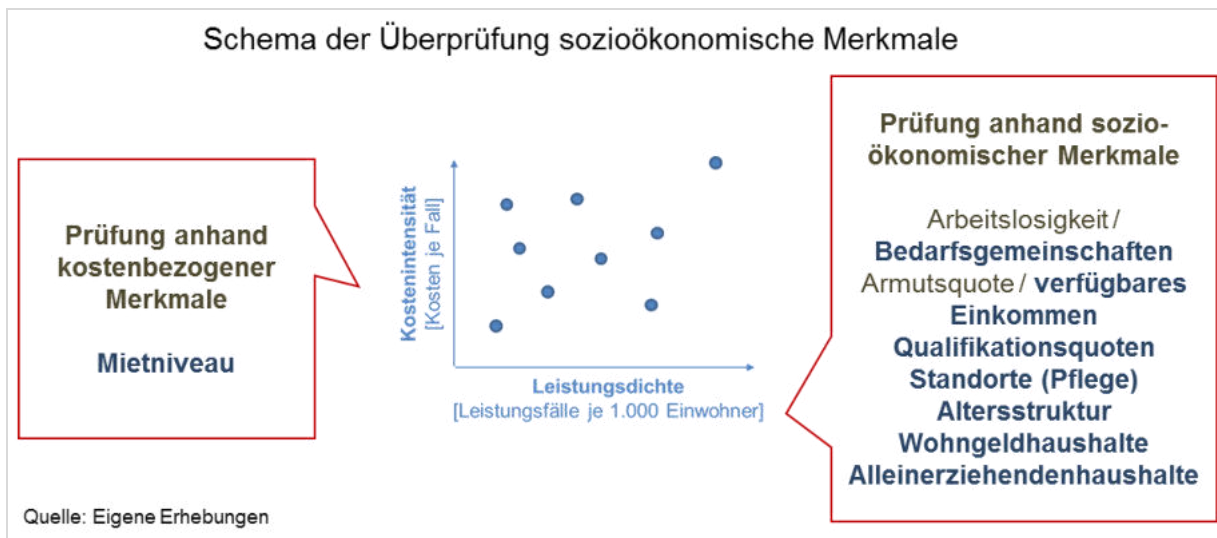 Schema der Überprüfung sozioökonomische Merkmale
Prüfung anhand
kostenbezogener
Merkmale
Mietniveau
Kostenintensität
[Kosten je Fall]
Leistungsdichte
[Leistungsfälle je 1.000 Einwohner]
Prüfung anhand sozio-
ökonomischer Merkmale
Arbeitslosigkeit /
Bedarfsgemeinschaften
Armutsquote / verfügbares
Einkommen
Qualifikationsquoten
Standorte (Pflege)
Altersstruktur
Wohngeldhaushalte
Alleinerziehendenhaushalte
Quelle: Eigene Erhebungen